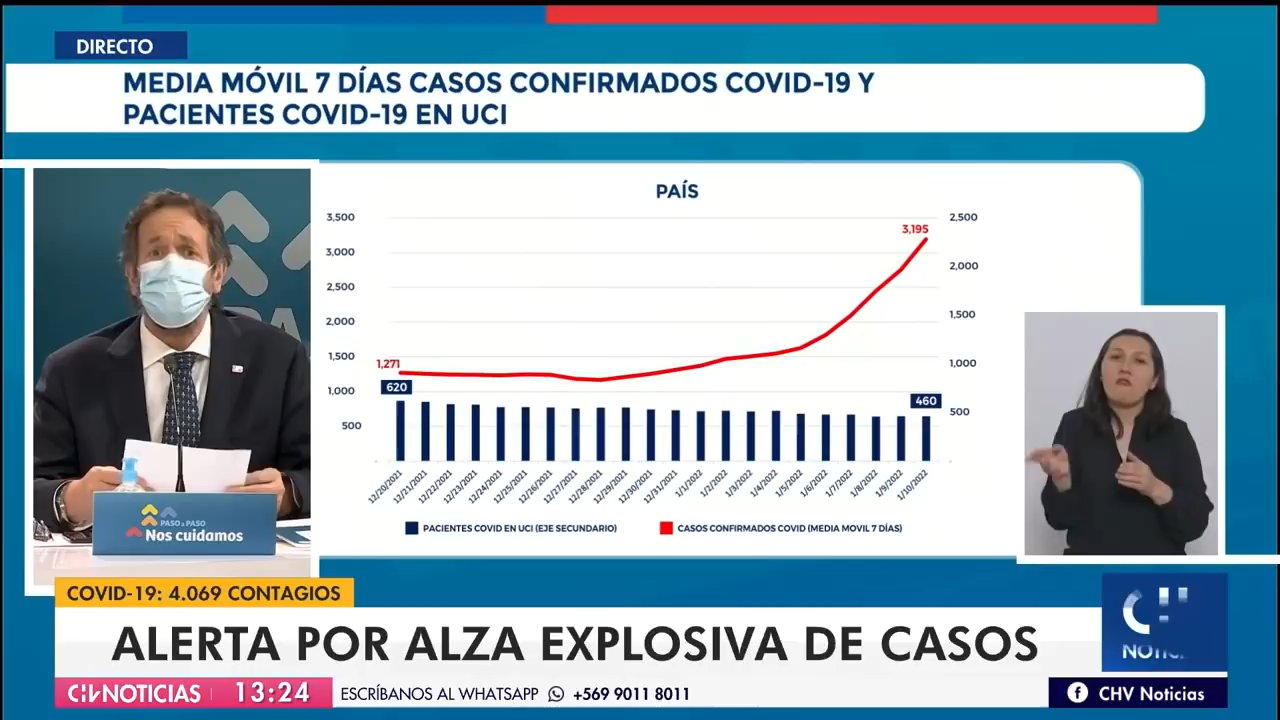 DIRECTO
MEDIA MÓVIL 7 DÍAS CASOS CONFIRMADOS COVID-19 Y
PACIENTES COVID-19 EN UCI
PAÍS
3,500
3,000
2,500
2,000
1,500
1,000
500
2,500
2,000
1,500
1,000
500
3,195
1,271
620
460
12/20/2021
12/21/2021
12/23/2021
12/24/2021
12/25/2021
12/26/2021
12/27/2021
12/28/2021
12/29/2021
12/30/2021
12/31/2021
1/1/2022
1/2/2022
1/3/2022
1/4/2022
1/5/2022
1/6/2022
1/7/2022
1/8/2022
1/9/2022
1/10/2022
PACIENTES COVID EN UCI (EJE SECUNDARIO)
CASOS CONFIRMADOS COVID (MEDIA MOVIL 7 DÍAS)
PASO a PASO
Nos cuidamos
COVID-19: 4.069 CONTAGIOS
ALERTA POR ALZA EXPLOSIVA DE CASOS
CHV NOTICIAS
13:24
ESCRÍBANOS AL WHATSAPP +569 9011 8011
CHV Noticias